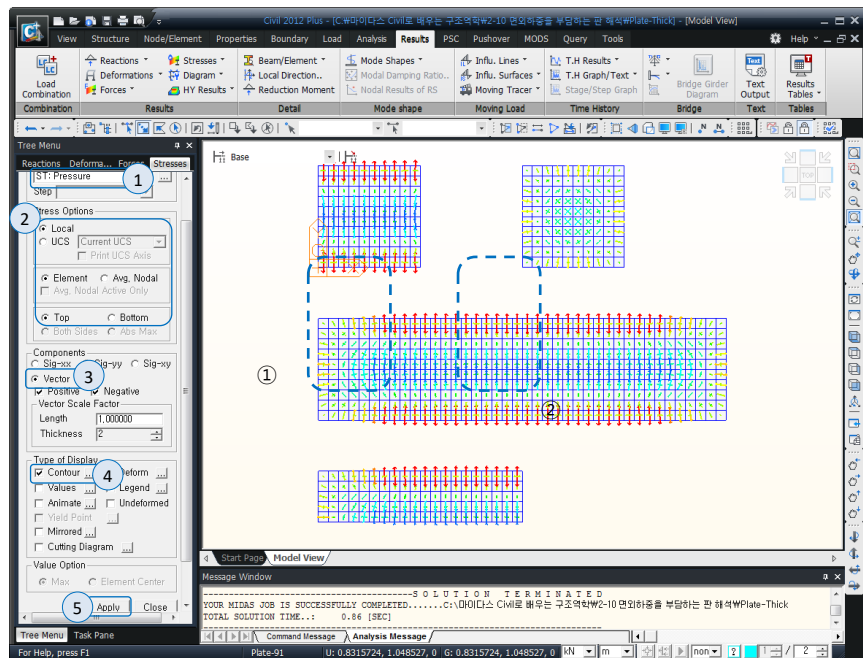 Civil 2012 Plus - [C:₩마이다스 Civil로 배우는 구조역학₩2-10 면외하중을 부담하는 판 해석₩Plate-Thick] - [Model View]
View Structure Node/Element Properties Boundary Load Analysis Results PSC Pushover MODS Query Tools Help
Load Combination
Reactions Stresses Beam/Element Mode Shapes Influ. Lines T.H Results
Deformations Diagram Local Direction.. Modal Damping Ratio.. Influ. Surfaces T.H Graph/Text Bridge Girder Diagram Text Output Results Tables
Forces HY Results Reduction Moment Nodal Results of RS Moving Tracer Stage/Step Graph
Combination Results Detail Mode shape Moving Load Time History Bridge Text Tables
Tree Menu
Reactions Deforma... Forces Stresses
ST: Pressure ... 1
Step
2
Stress Options
Local
UCS Current UCS
Print UCS Axis
Element Avg. Nodal
Avg. Nodal Active Only
Top Bottom
Both Sides Abs Max
Components
Sig-xx Sig-yy Sig-xy
Vector 3
Positive Negative
Vector Scale Factor
Length 1,000000
Thickness 2
Type of Display
Contour ... 4 Deform ...
Values ... Legend ...
Animate ... Undeformed
Yield Point ...
Mirrored ...
Cutting Diagram ...
Value Option
Max Element Center
5 Apply Close
Tree Menu Task Pane
Base
TOP
①
②
Start Page Model View
Message Window
S O L U T I O N T E R M I N A T E D
YOUR MIDAS JOB IS SUCCESSFULLY COMPLETED.......C:₩마이다스 Civil로 배우는 구조역학₩2-10 면외하중을 부담하는 판 해석₩Plate-Thick
TOTAL SOLUTION TIME..: 0.86 [SEC]
Command Message Analysis Message
For Help, press F1 Plate-91 U: 0.8315724, 1.048527, 0 G: 0.8315724, 1.048527, 0 kN m non 1 / 2